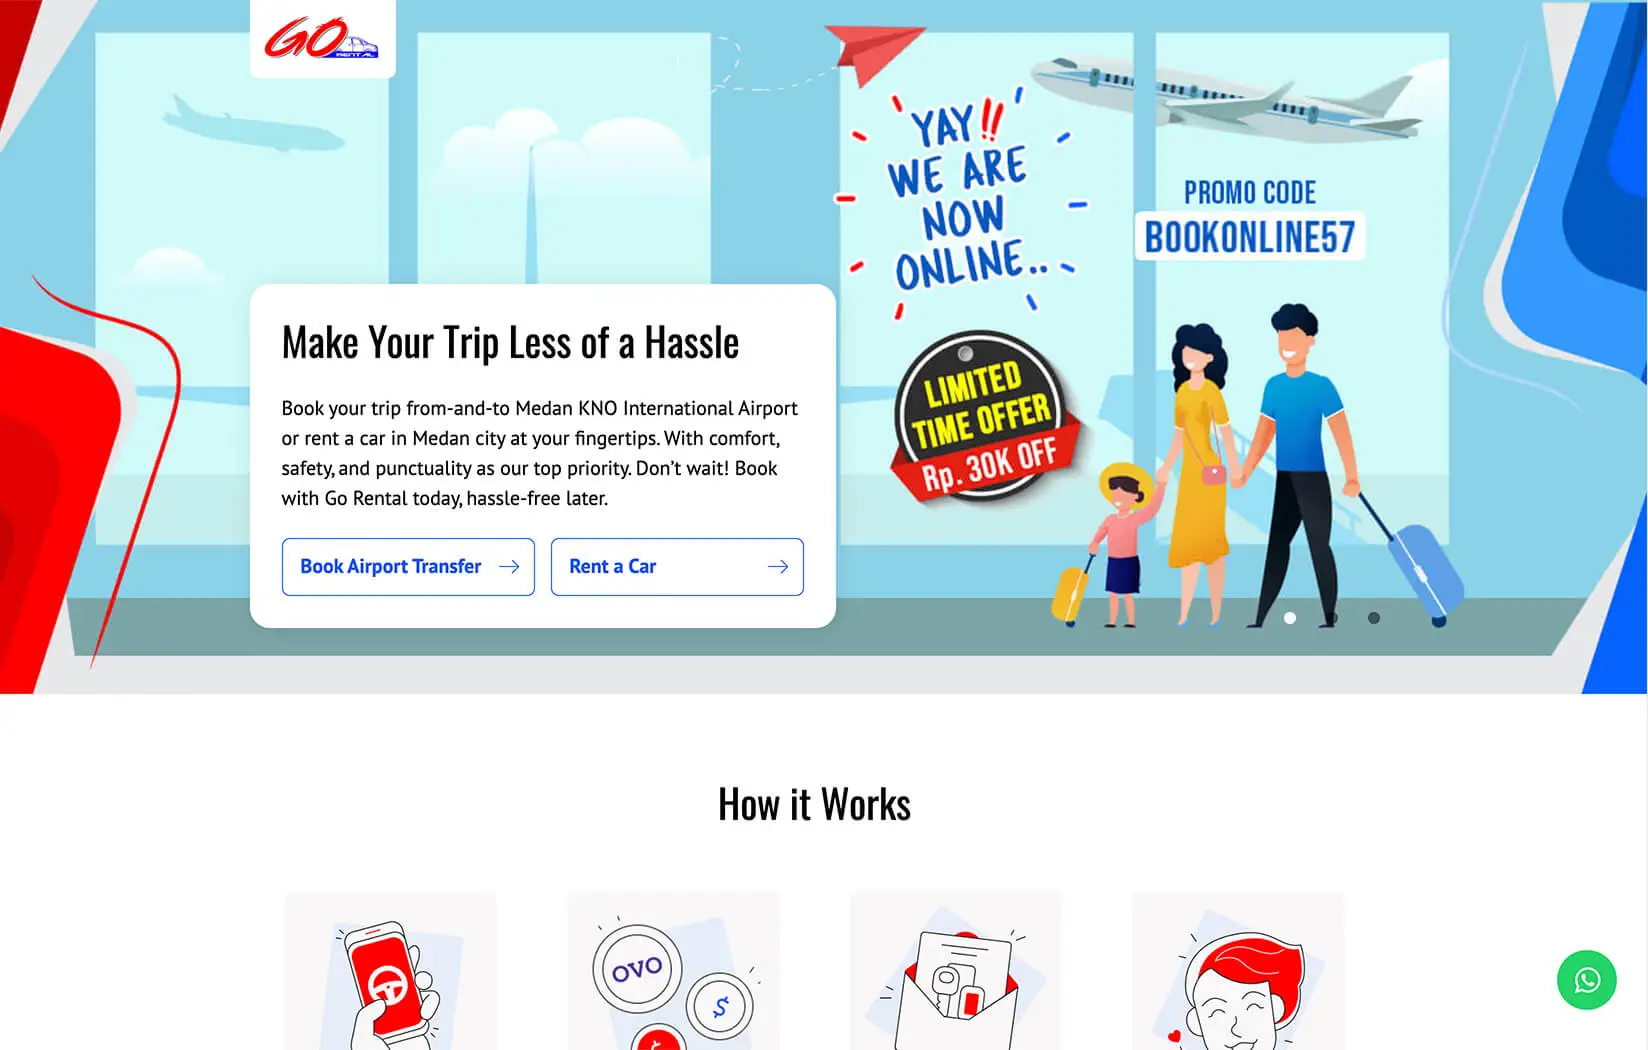 GO
RENTAL
YAY!!
WE ARE
NOW
ONLINE..
PROMO CODE
BOOKONLINE57
LIMITED
TIME OFFER
Rp. 30K OFF
Make Your Trip Less of a Hassle
Book your trip from-and-to Medan KNO International Airport
or rent a car in Medan city at your fingertips. With comfort,
safety, and punctuality as our top priority. Don’t wait! Book
with Go Rental today, hassle-free later.
Book Airport Transfer
Rent a Car
How it Works
OVO
$